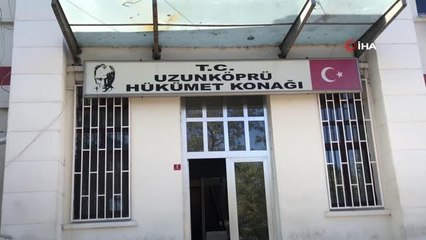 İHA
T.C.
UZUNKÖPRÜ
HÜKÜMET KONAĞI